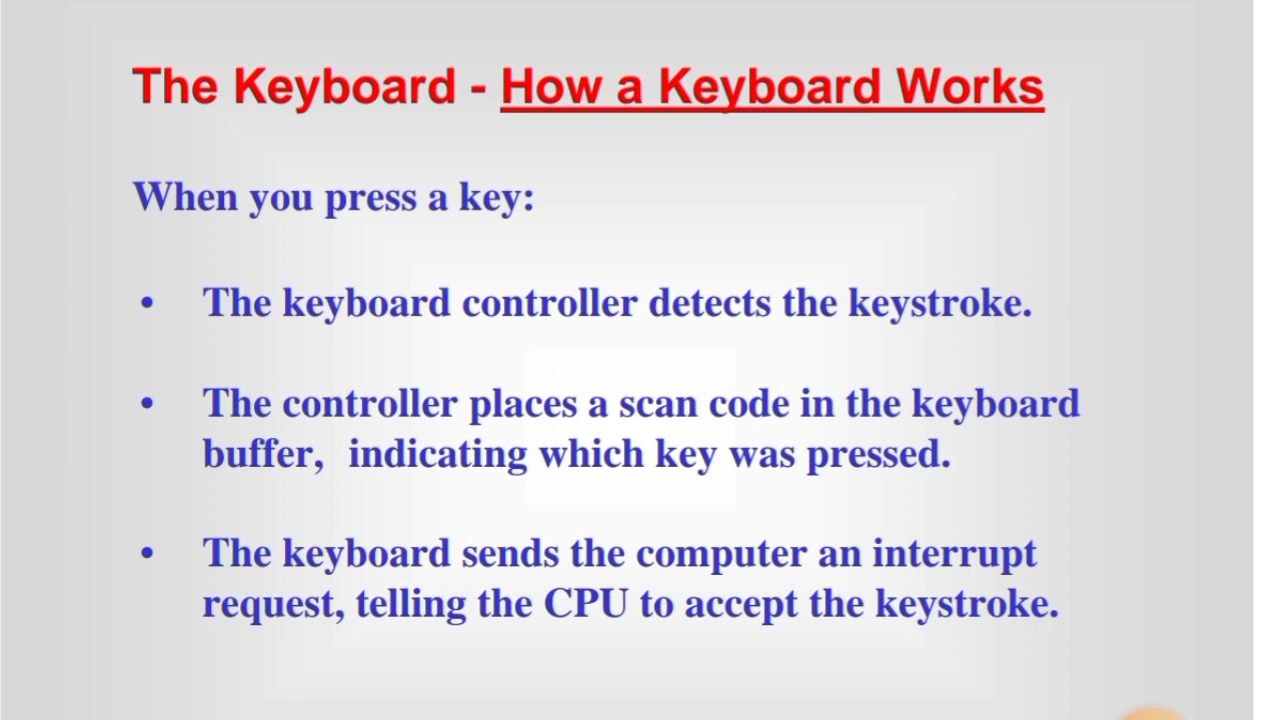 The Keyboard - How a Keyboard Works
When you press a key:
• The keyboard controller detects the keystroke.
• The controller places a scan code in the keyboard
buffer,  indicating which key was pressed.
• The keyboard sends the computer an interrupt
request, telling the CPU to accept the keystroke.